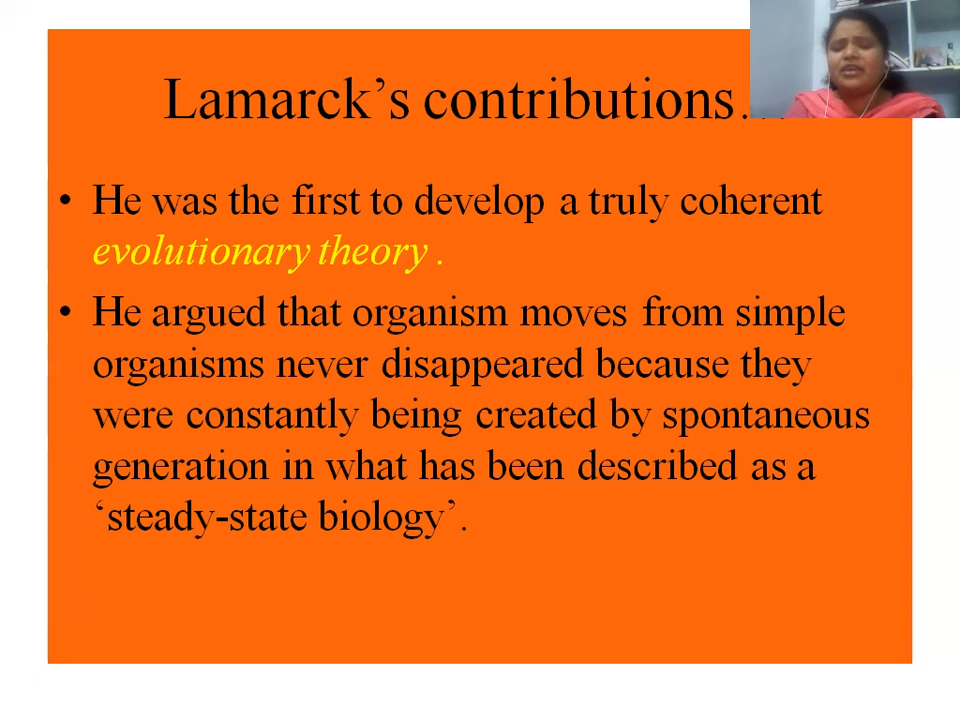 Lamarck's contributions…
• He was the first to develop a truly coherent
evolutionary theory .
• He argued that organism moves from simple
organisms never disappeared because they
were constantly being created by spontaneous
generation in what has been described as a
‘steady-state biology’.